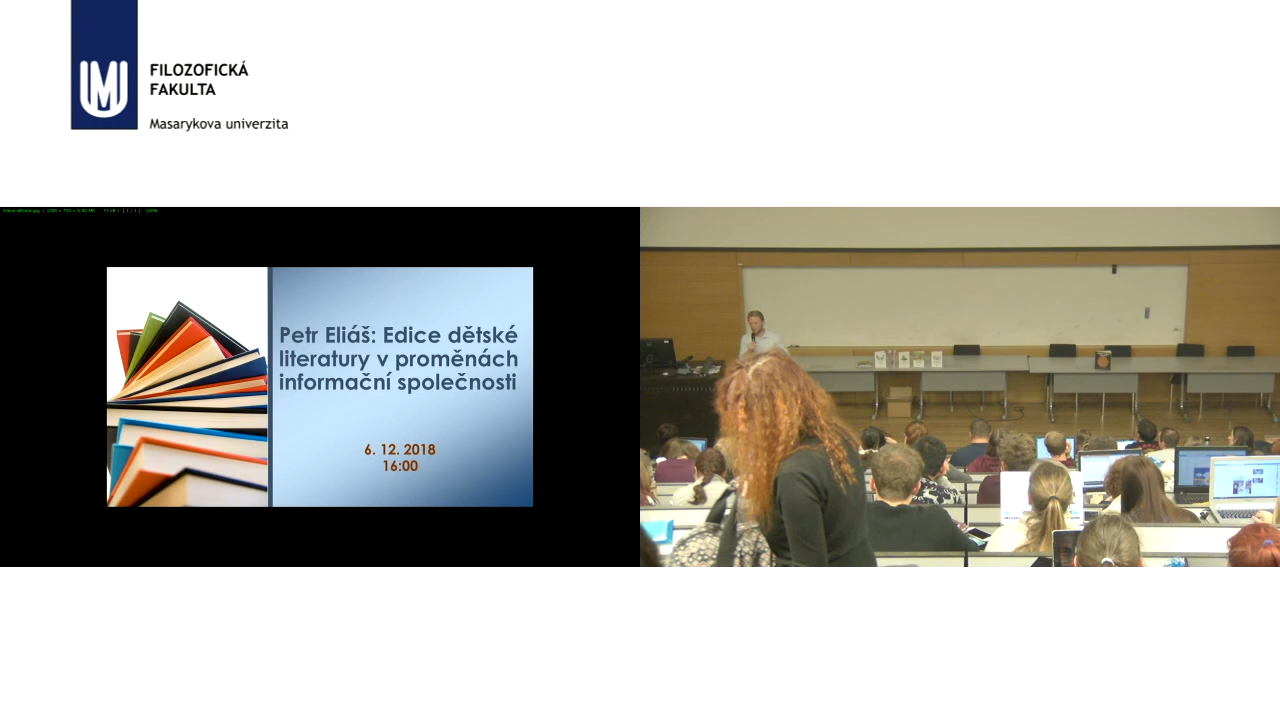 FILOZOFICKÁ
FAKULTA
Masarykova univerzita
Petr Eliáš: Edice dětské
literatury v proměnách
informační společnosti
6. 12. 2018
16:00